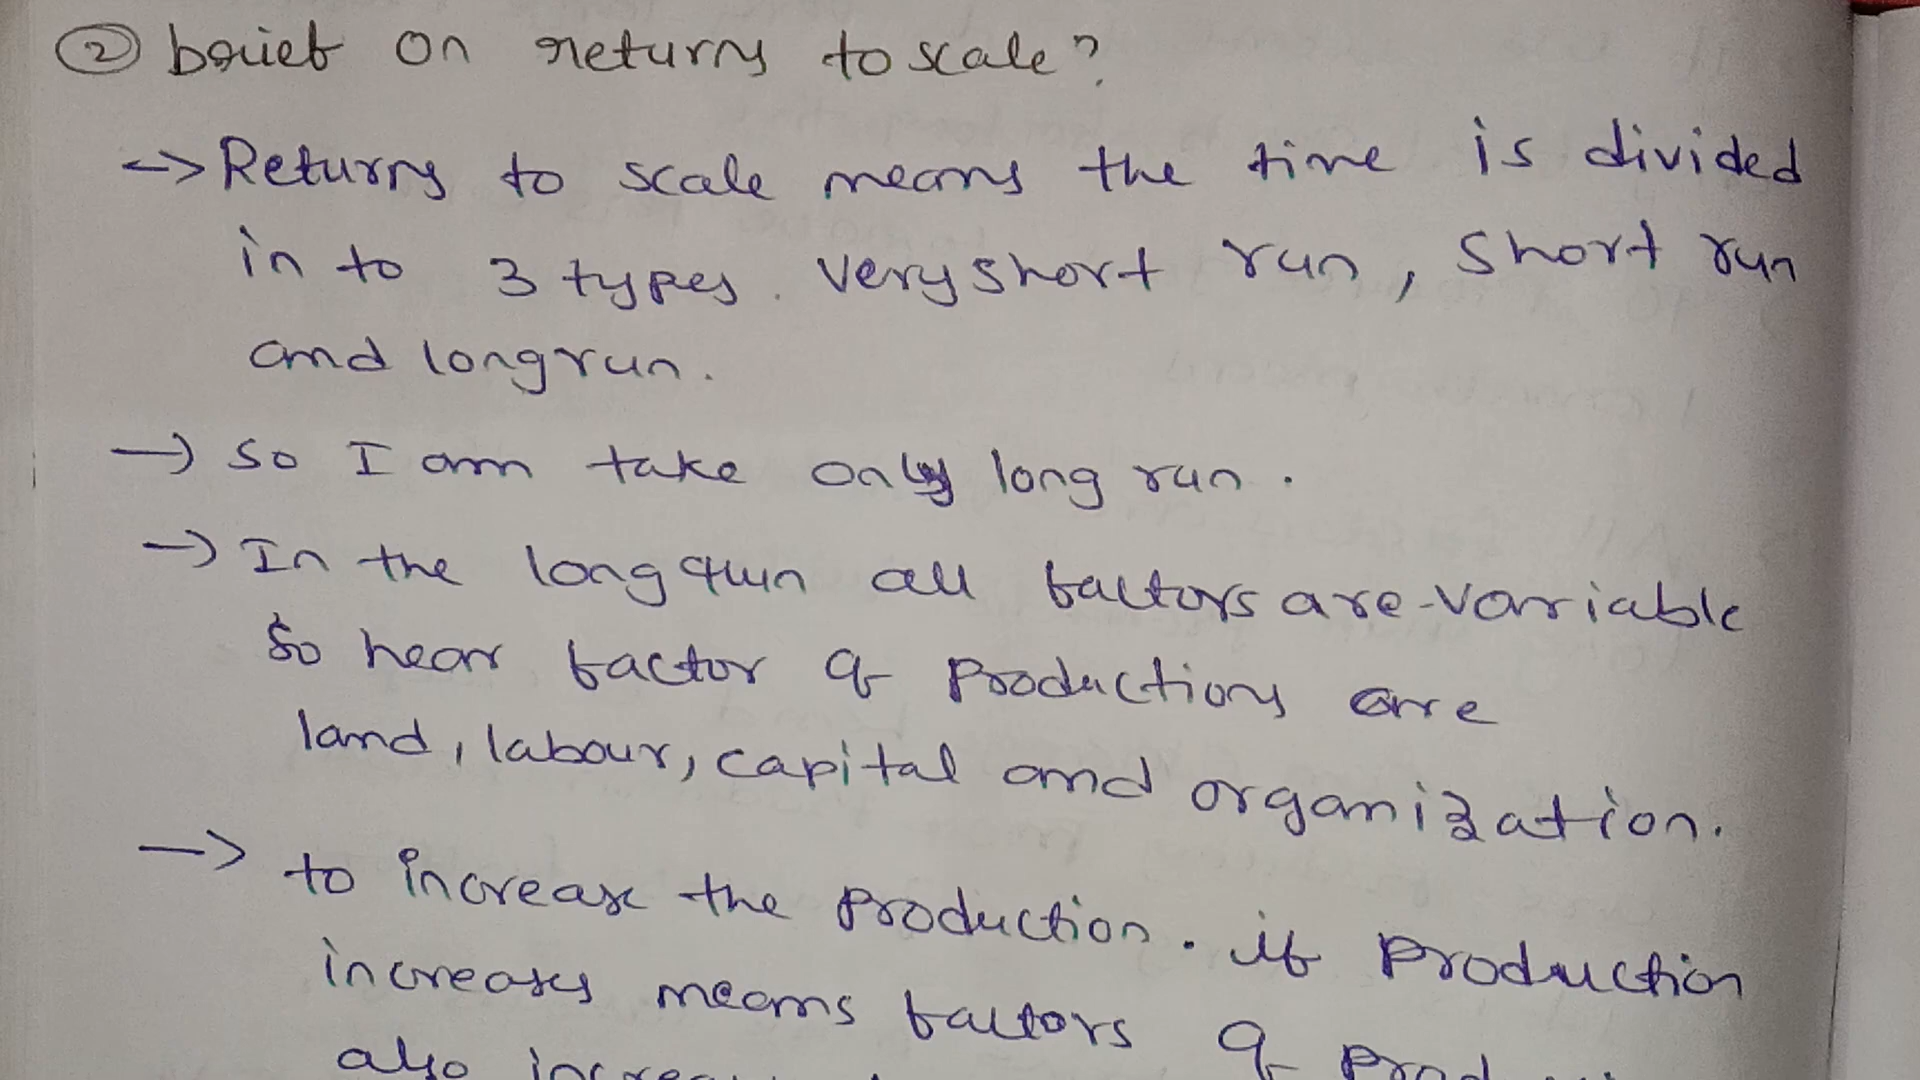 ② brief on returns to scale?
-> Returns to scale means the time is divided
in to 3 types. Very short run, short run
and long run.
-> so I am take only long run.
-> In the long run all factors are variable
So hear factor of Productions are
land, labour, capital and organization.
-> to increase the production. if Production
increases means factors of
also